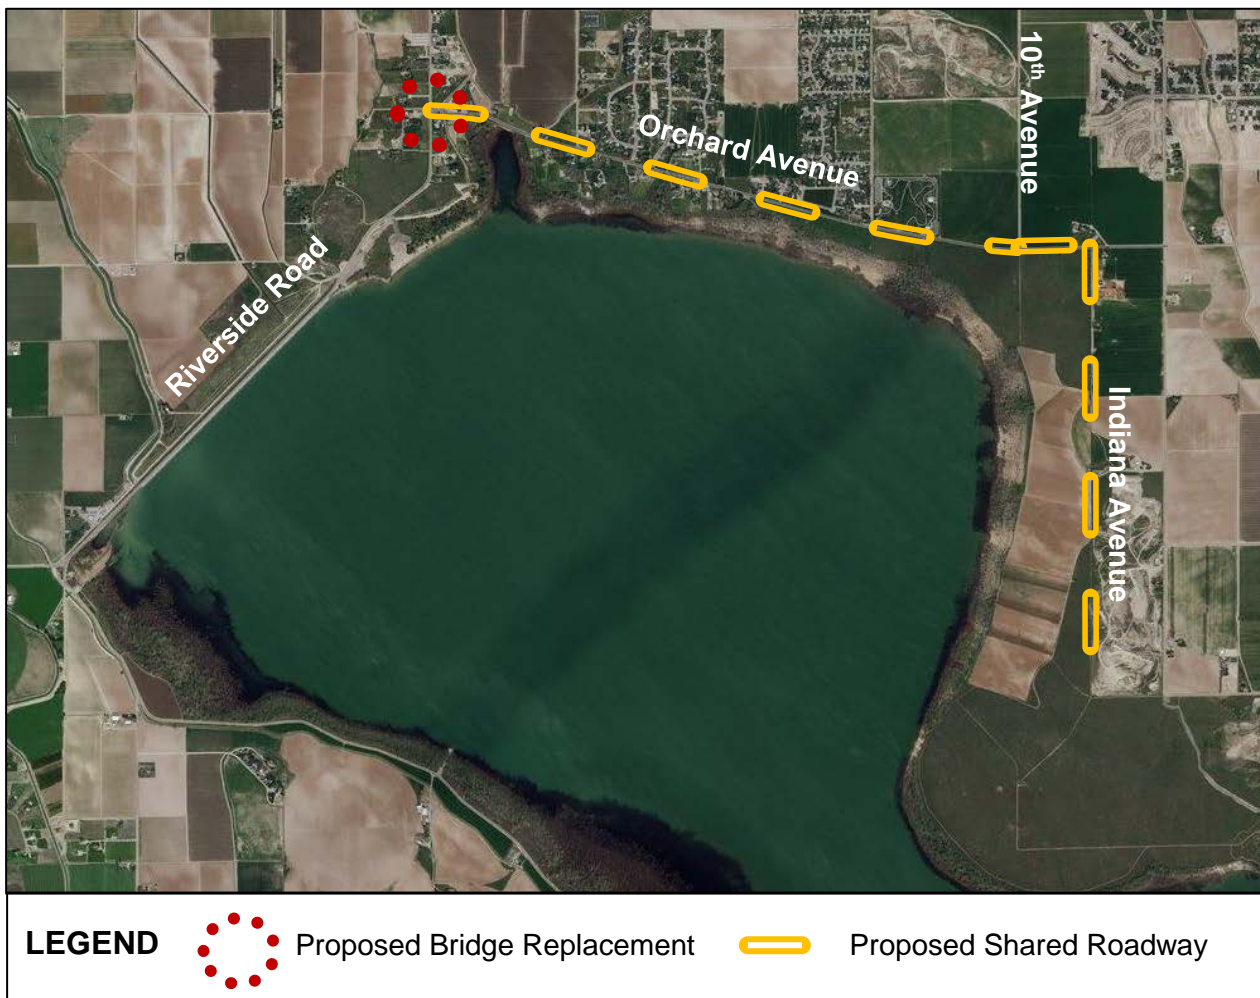 10th Avenue
Orchard Avenue
Riverside Road
Indiana Avenue
LEGEND
Proposed Bridge Replacement
Proposed Shared Roadway